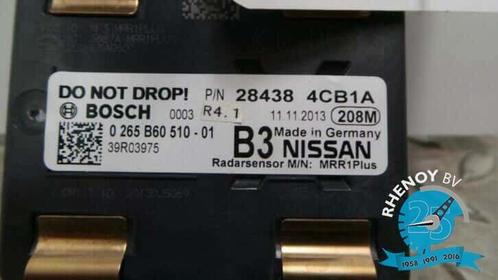 DO NOT DROP! P/N 28438 4CB1A
BOSCH 0003 R4.1 11.11.2013 208M
0 265 B60 510-01 B3 Made in Germany
39R03975 NISSAN
Radarsensor M/N: MRR1Plus
RHENOY BV
25
1958 1991 2016